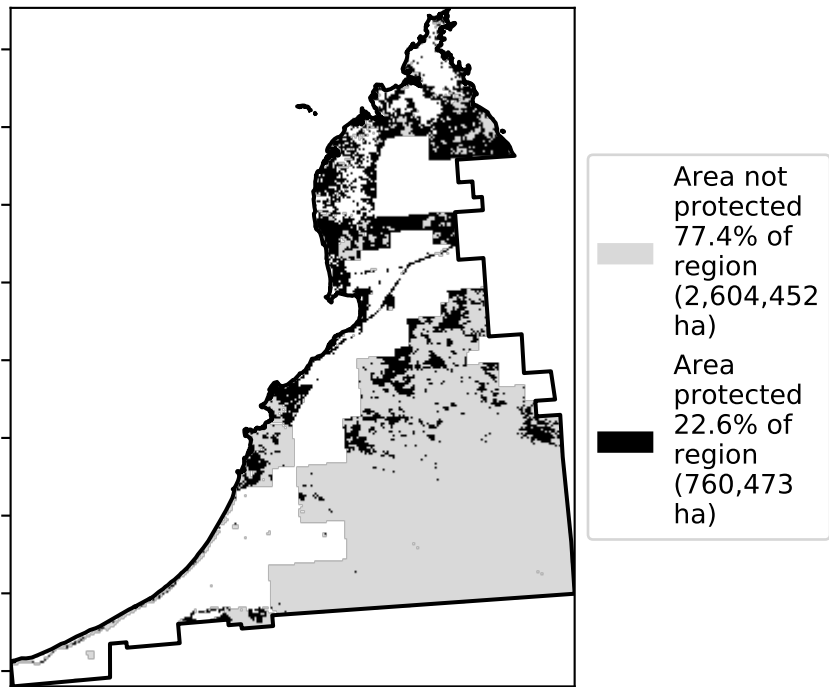 Area not
protected
77.4% of
region
(2,604,452
ha)
Area
protected
22.6% of
region
(760,473
ha)